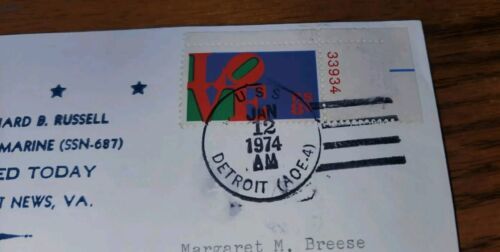 LOVE
33934
USS
JAN
12
1974
AM
DETROIT (AOE-4)
ARD B. RUSSELL
MARINE (SSN-687)
ED TODAY
T NEWS, VA.
Margaret M. Breese